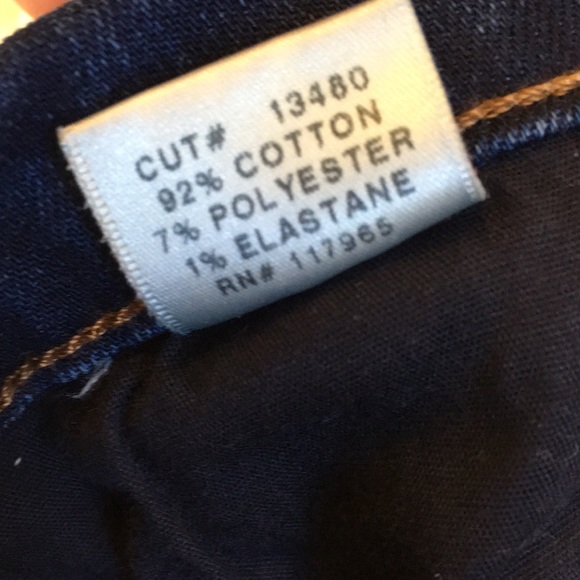 CUT# 13480
92% COTTON
7% POLYESTER
1% ELASTANE
RN# 117965